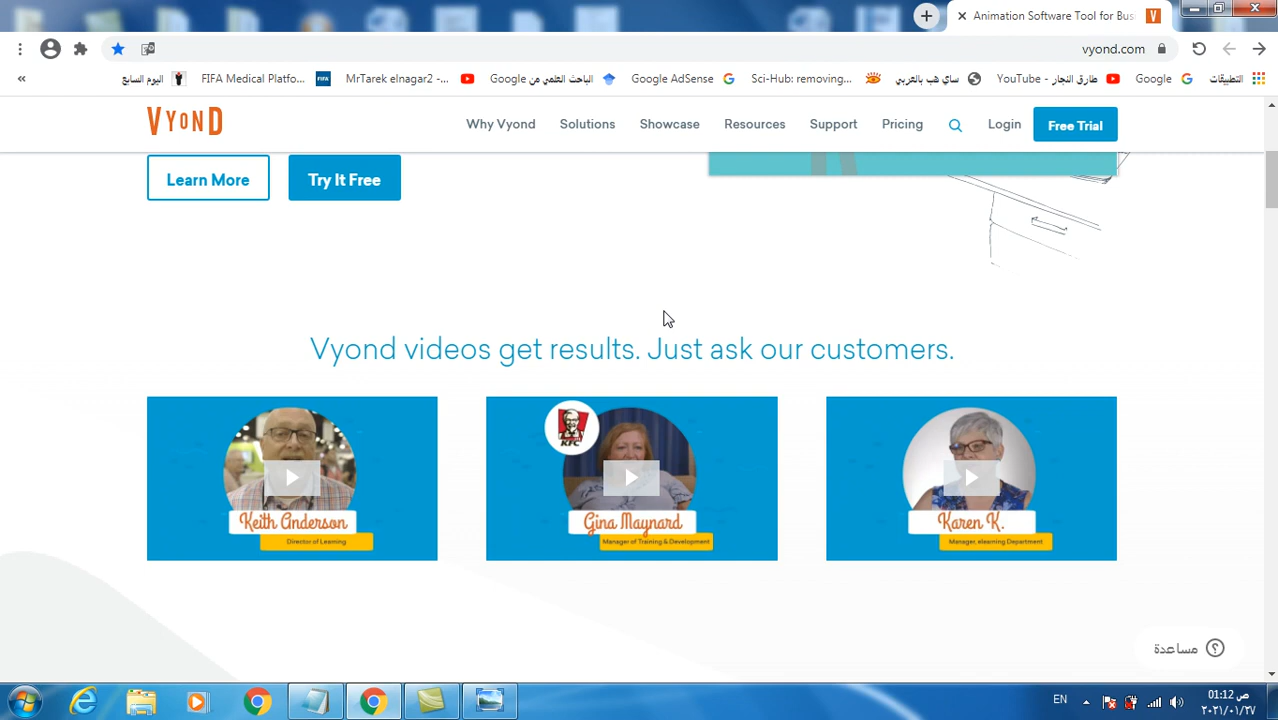 Animation Software Tool for Bus
vyond.com
التطبيقات
Google
طارق النجار - YouTube
ساي هب بالعربي
Sci-Hub: removing...
Google AdSense
الباحث العلمي من Google
MrTarek elnagar2 -...
FIFA
FIFA Medical Platfo...
اليوم السابع
»
VYOND
Why Vyond
Solutions
Showcase
Resources
Support
Pricing
Login
Free Trial
Learn More
Try It Free
Vyond videos get results. Just ask our customers.
KFC
Keith Anderson
Director of Learning
Gina Maynard
Manager of Training & Development
Karen K.
Manager, elearning Department
مساعدة
EN
01:12 ص
٢٠٢١/٠١/٢٧